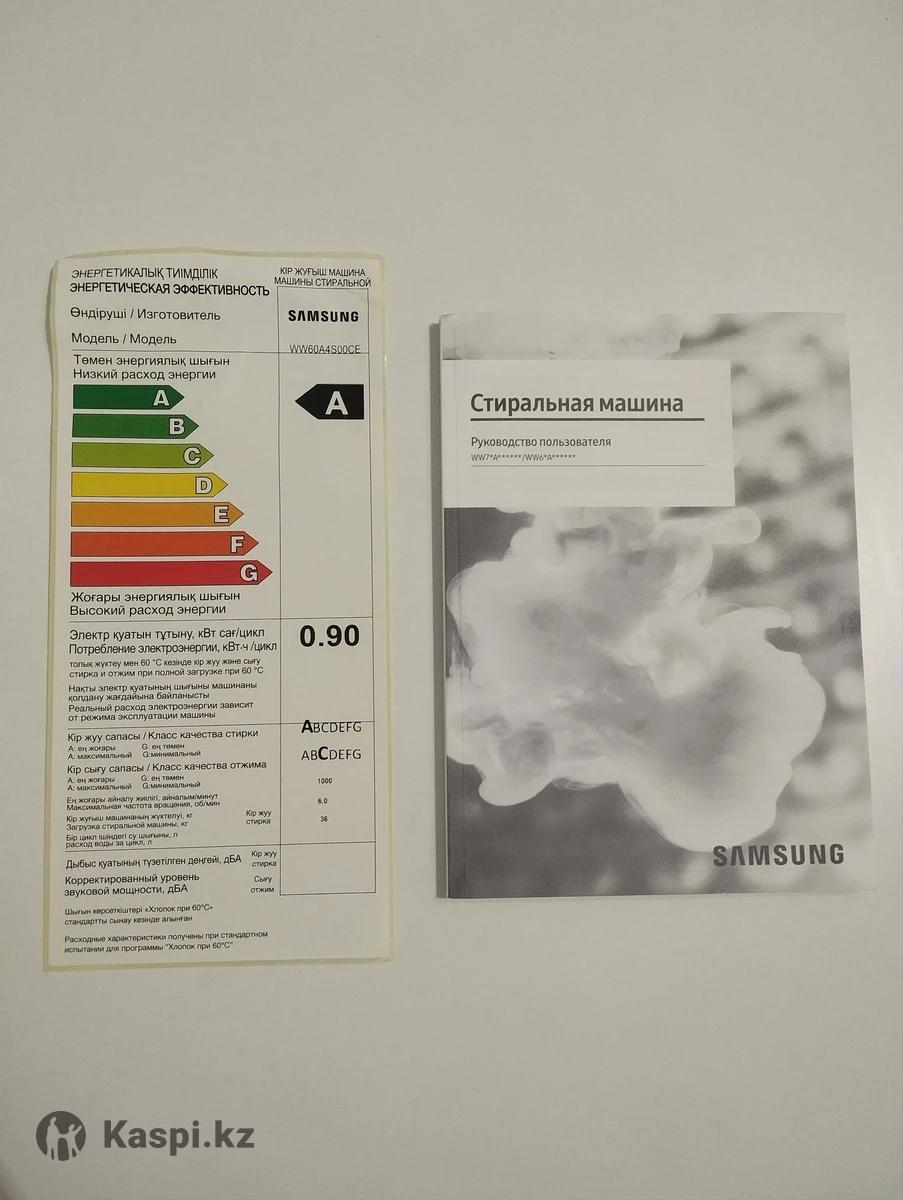 ЭНЕРГЕТИКАЛЫҚ ТИІМДІЛІК
ЭНЕРГЕТИЧЕСКАЯ ЭФФЕКТИВНОСТЬ
КІР ЖУҒЫШ МАШИНА
МАШИНЫ СТИРАЛЬНОЙ
Өндіруші / Изготовитель
SAMSUNG
Модель / Модель
WW60A4S00CE
Төмен энергиялық шығын
Низкий расход энергии
A
A
B
C
D
E
F
G
Жоғары энергиялық шығын
Высокий расход энергии
Электр қуатын тұтыну, кВт сағ/цикл
Потребление электроэнергии, кВт·ч /цикл
0.90
толық жүктеу мен 60 °С кезінде кір жуу және сығу
стирка и отжим при полной загрузке при 60 °С
Нақты электр қуатының шығыны машинаны
қолдану жағдайына байланысты
Реальный расход электроэнергии зависит
от режима эксплуатации машины
Кір жуу сапасы / Класс качества стирки
ABCDEFG
А: ең жоғары G: ең төмен
А: максимальный G:минимальный
Кір сығу сапасы / Класс качества отжима
ABCDEFG
А: ең жоғары G: ең төмен
А: максимальный G:минимальный
Ең жоғары айналу жиілігі, айналым/минут
Максимальная частота вращения, об/мин
1000
Кір жуғыш машинаның жүктелуі, кг
Загрузка стиральной машины, кг
Кір жуу
стирка
6,0
Бір цикл ішіндегі су шығыны, л
расход воды за цикл, л
36
Дыбыс қуатының түзетілген деңгейі, дБА
Кір жуу
стирка
Корректированный уровень
звуковой мощности, дБА
Сығу
отжим
Шығын көрсеткіштері «Хлопок при 60°С»
стандартты сынау кезінде алынған
Расходные характеристики получены при стандартном
испытании для программы "Хлопок при 60°С"
Стиральная машина
Руководство пользователя
WW7*A******/WW6*A******
SAMSUNG
Kaspi.kz